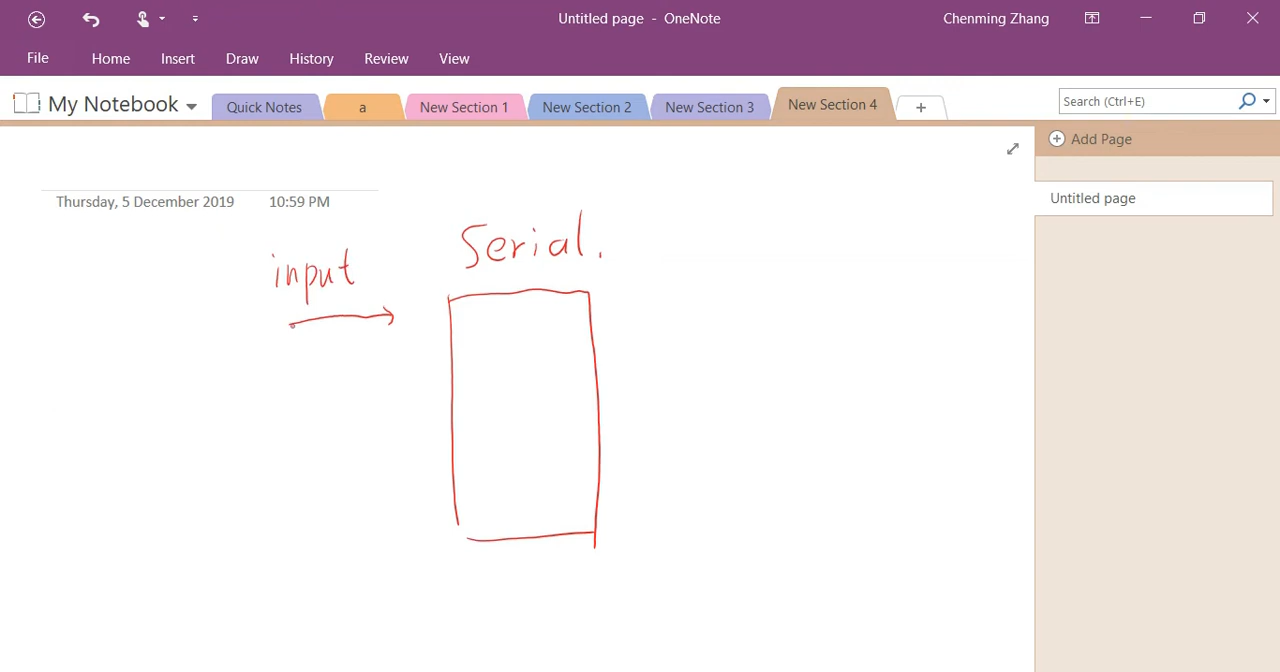 Untitled page - OneNote
Chenming Zhang
File Home Insert Draw History Review View
My Notebook Quick Notes a New Section 1 New Section 2 New Section 3 New Section 4 +
Search (Ctrl+E)
Add Page
Untitled page
Thursday, 5 December 2019 10:59 PM
Serial.
input